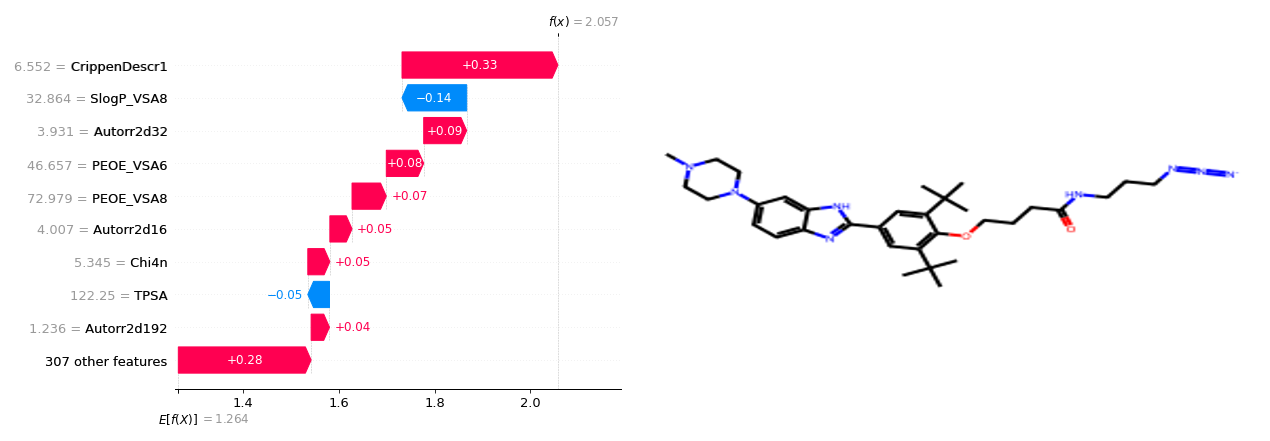 f(x) = 2.057
6.552 = CrippenDescr1
+0.33
32.864 = SlogP_VSA8
−0.14
3.931 = Autorr2d32
+0.09
46.657 = PEOE_VSA6
+0.08
72.979 = PEOE_VSA8
+0.07
4.007 = Autorr2d16
+0.05
5.345 = Chi4n
+0.05
122.25 = TPSA
−0.05
1.236 = Autorr2d192
+0.04
307 other features
+0.28
1.4 1.6 1.8 2.0
E[f(X)] = 1.264
N
N
NH
N
O
HN
O
N
N
N